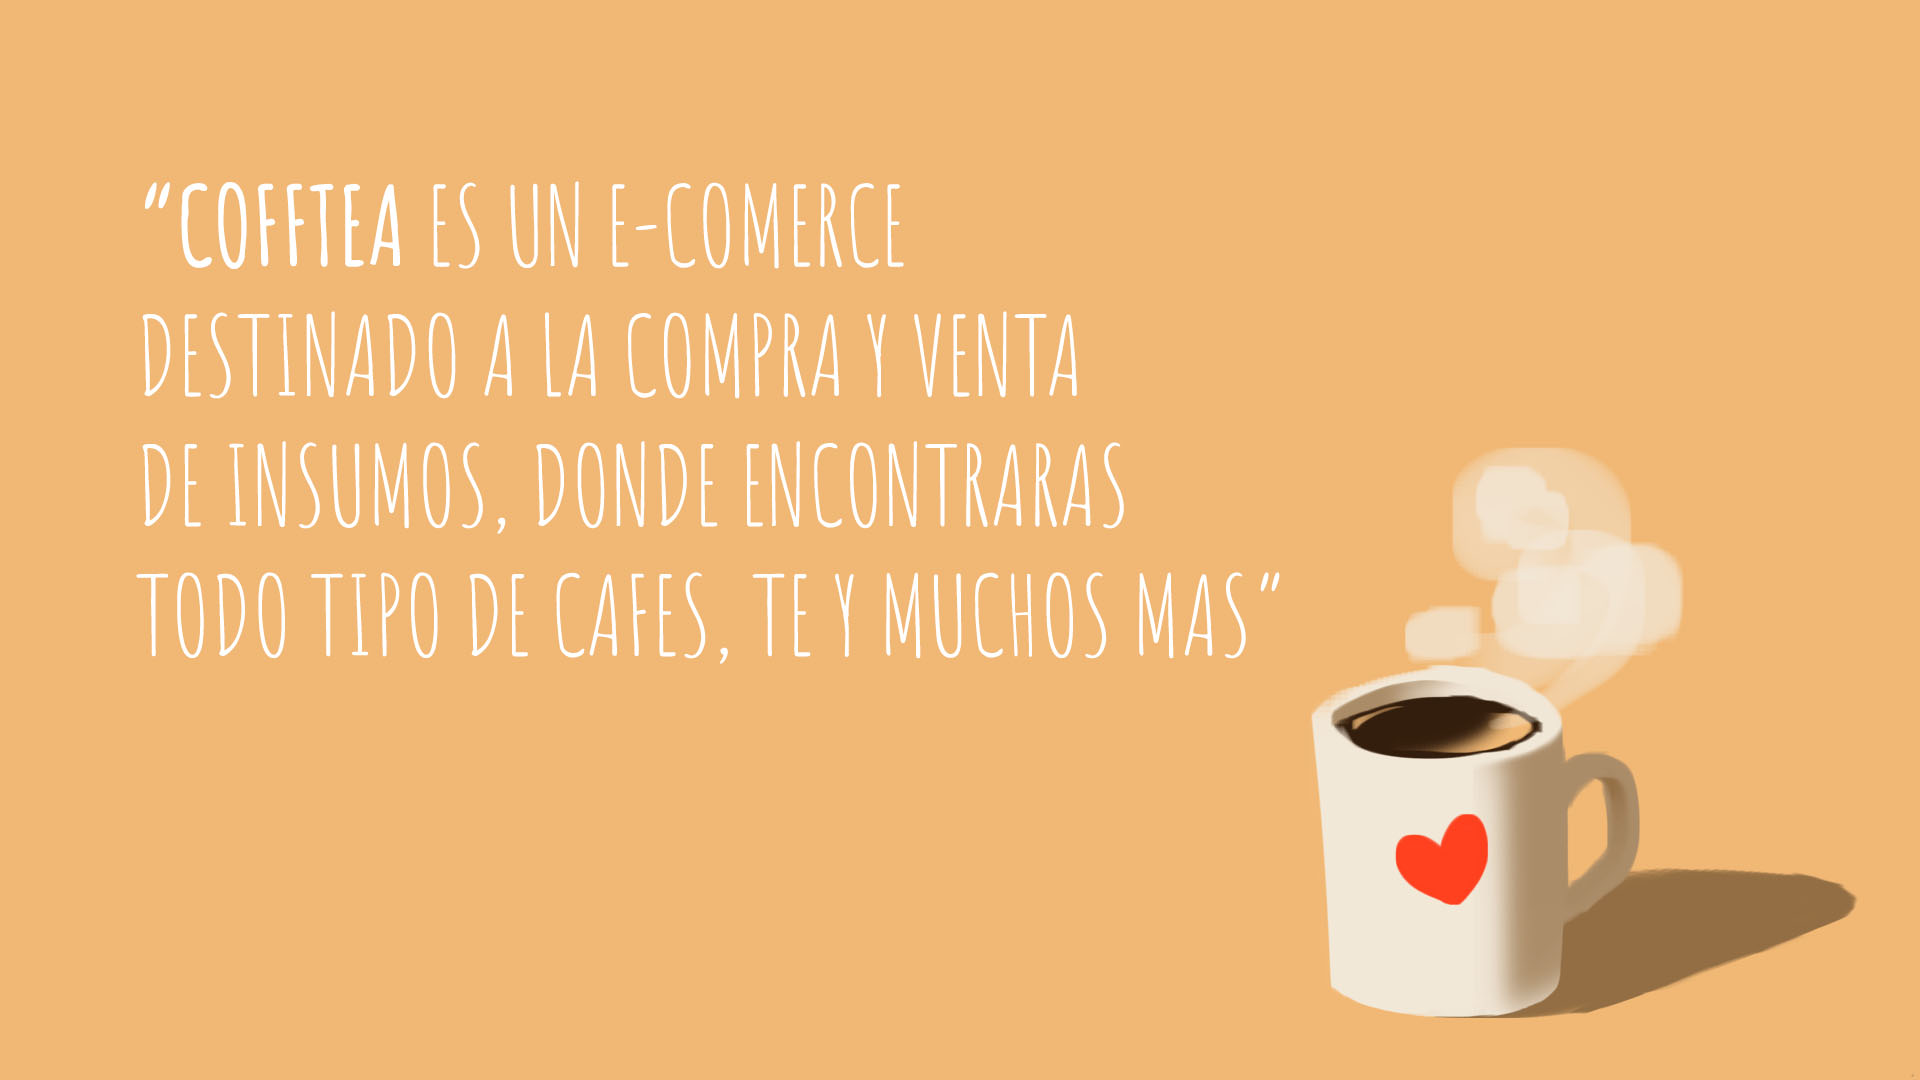 “COFFTEA ES UN E-COMERCE
DESTINADO A LA COMPRA Y VENTA
DE INSUMOS, DONDE ENCONTRARAS
TODO TIPO DE CAFES, TE Y MUCHOS MAS”